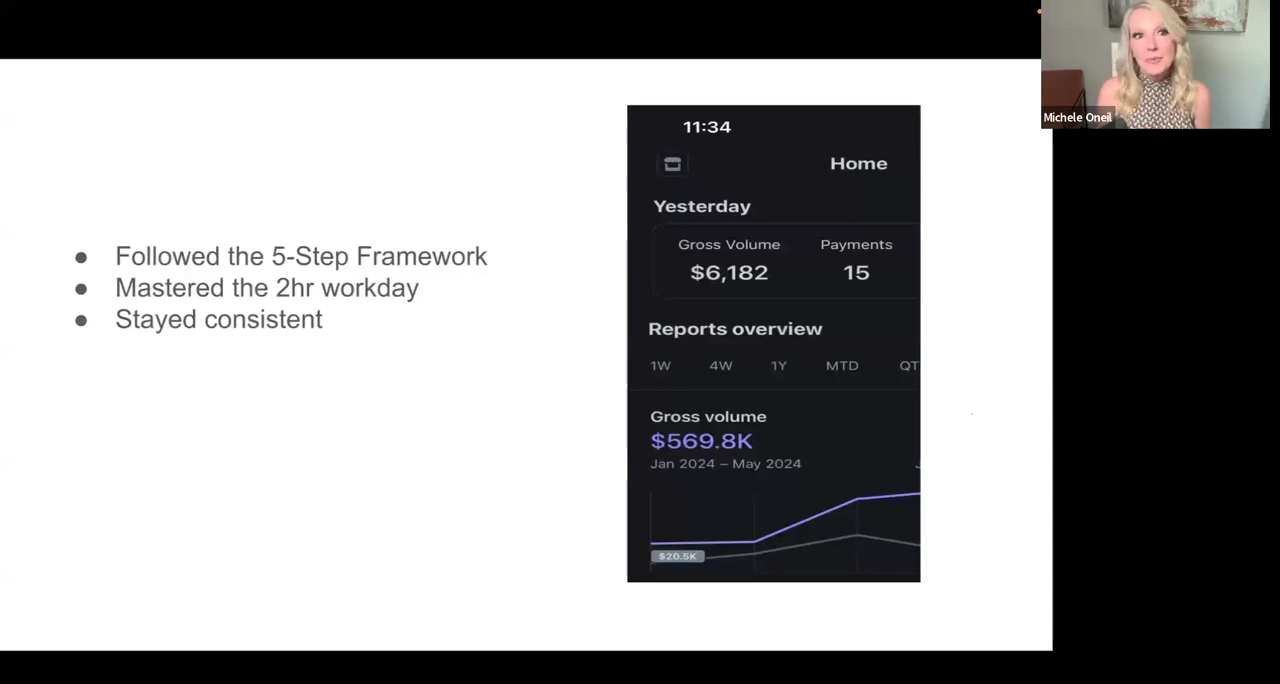 Michele Oneil
● Followed the 5-Step Framework
● Mastered the 2hr workday
● Stayed consistent
11:34
Home
Yesterday
Gross Volume Payments
$6,182 15
Reports overview
1W 4W 1Y MTD QT
Gross volume
$569.8K
Jan 2024 – May 2024
$20.5K